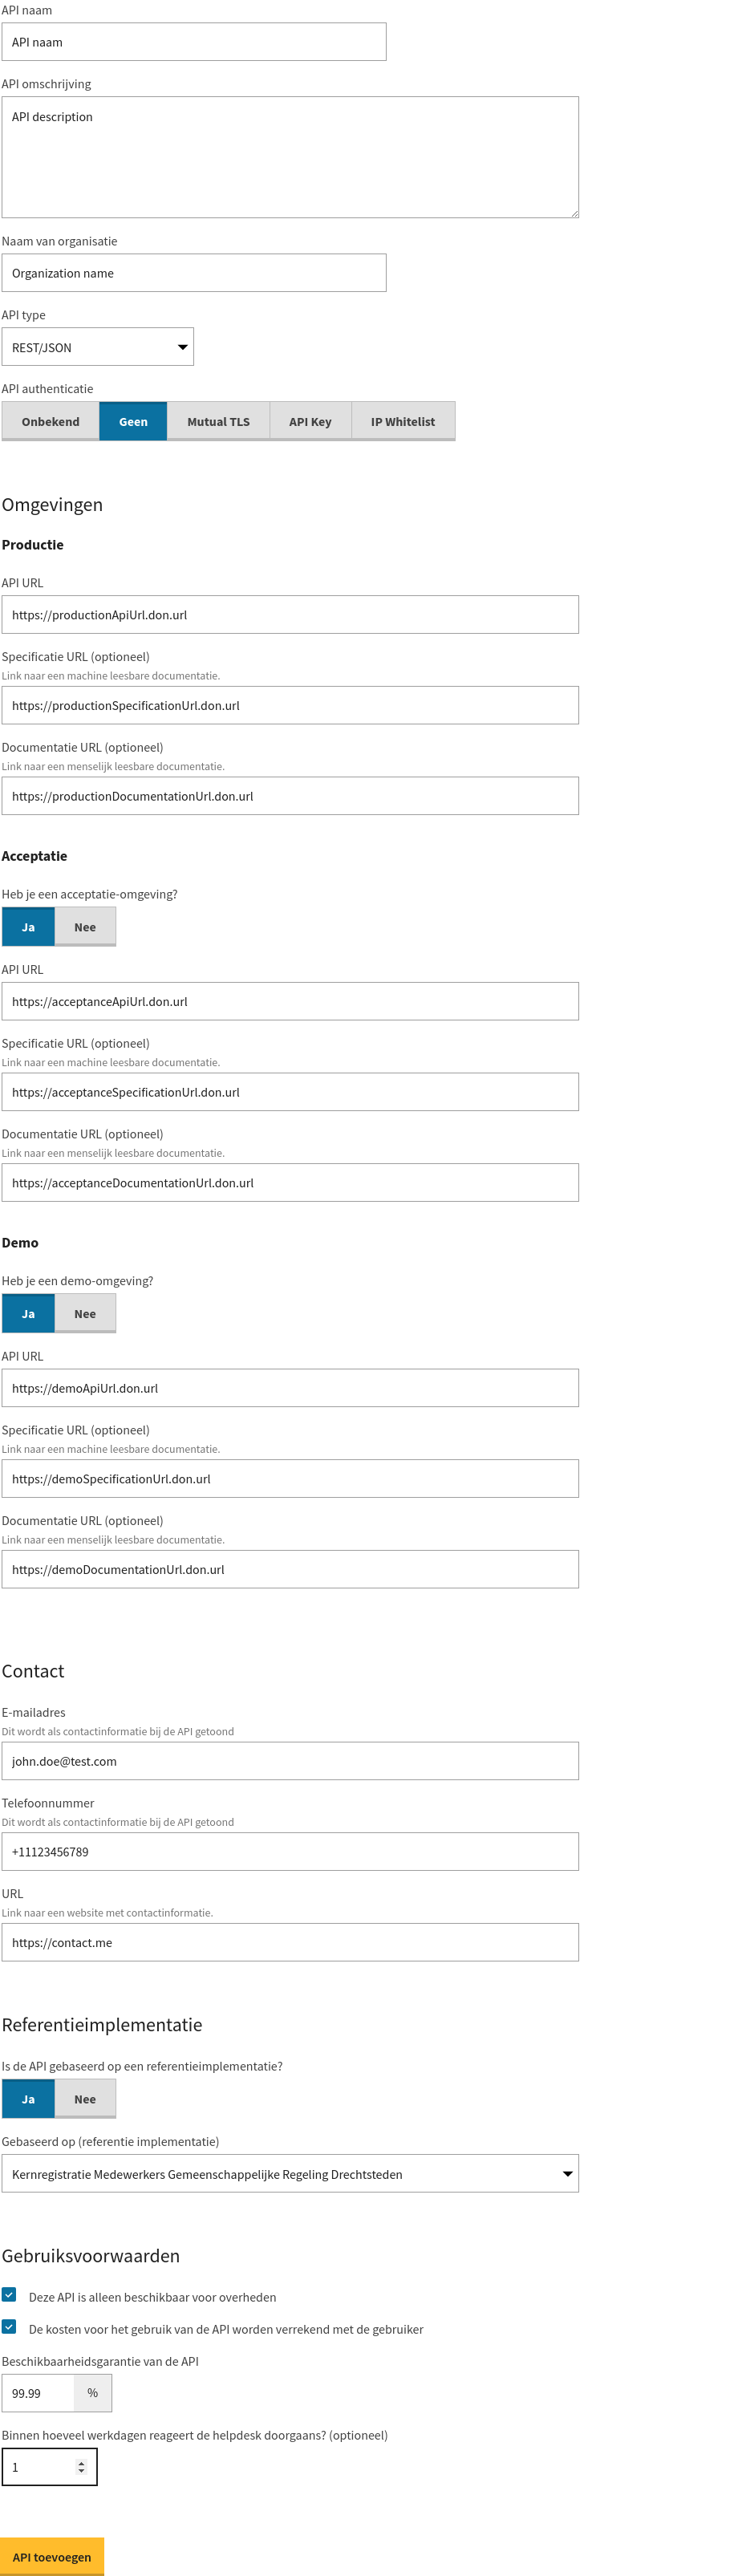 API naam
API naam
API omschrijving
API description
Naam van organisatie
Organization name
API type
REST/JSON
API authenticatie
Onbekend Geen Mutual TLS API Key IP Whitelist
Omgevingen
Productie
API URL
https://productionApiUrl.don.url
Specificatie URL (optioneel)
Link naar een machine leesbare documentatie.
https://productionSpecificationUrl.don.url
Documentatie URL (optioneel)
Link naar een menselijk leesbare documentatie.
https://productionDocumentationUrl.don.url
Acceptatie
Heb je een acceptatie-omgeving?
Ja Nee
API URL
https://acceptanceApiUrl.don.url
Specificatie URL (optioneel)
Link naar een machine leesbare documentatie.
https://acceptanceSpecificationUrl.don.url
Documentatie URL (optioneel)
Link naar een menselijk leesbare documentatie.
https://acceptanceDocumentationUrl.don.url
Demo
Heb je een demo-omgeving?
Ja Nee
API URL
https://demoApiUrl.don.url
Specificatie URL (optioneel)
Link naar een machine leesbare documentatie.
https://demoSpecificationUrl.don.url
Documentatie URL (optioneel)
Link naar een menselijk leesbare documentatie.
https://demoDocumentationUrl.don.url
Contact
E-mailadres
Dit wordt als contactinformatie bij de API getoond
john.doe@test.com
Telefoonnummer
Dit wordt als contactinformatie bij de API getoond
+11123456789
URL
Link naar een website met contactinformatie.
https://contact.me
Referentieimplementatie
Is de API gebaseerd op een referentieimplementatie?
Ja Nee
Gebaseerd op (referentie implementatie)
Kernregistratie Medewerkers Gemeenschappelijke Regeling Drechtsteden
Gebruiksvoorwaarden
Deze API is alleen beschikbaar voor overheden
De kosten voor het gebruik van de API worden verrekend met de gebruiker
Beschikbaarheidsgarantie van de API
99.99 %
Binnen hoeveel werkdagen reageert de helpdesk doorgaans? (optioneel)
1
API toevoegen